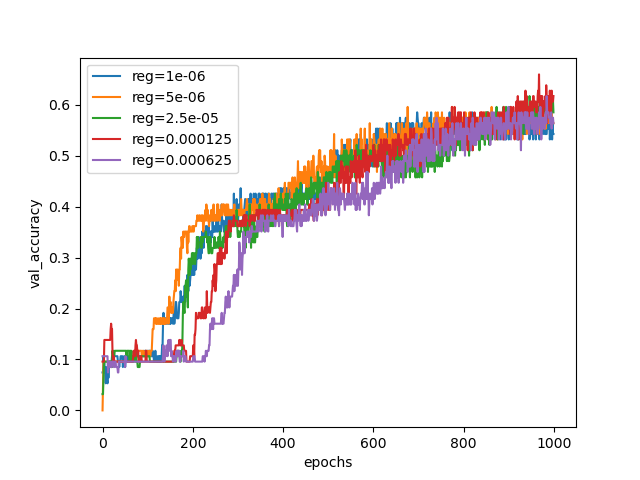 reg=1e-06
reg=5e-06
reg=2.5e-05
reg=0.000125
reg=0.000625
0.6
0.5
0.4
0.3
0.2
0.1
0.0
val_accuracy
0 200 400 600 800 1000
epochs